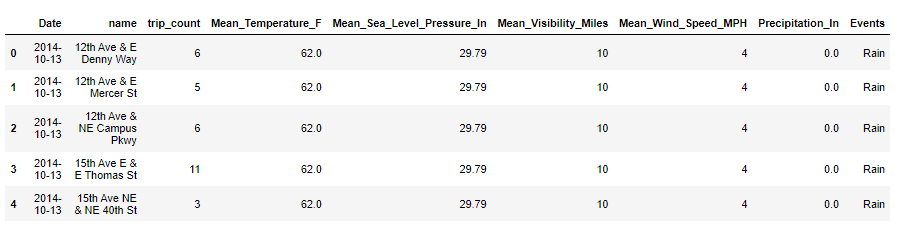 Date name trip_count Mean_Temperature_F Mean_Sea_Level_Pressure_In Mean_Visibility_Miles Mean_Wind_Speed_MPH Precipitation_In Events
0 2014-10-13 12th Ave & E Denny Way 6 62.0 29.79 10 4 0.0 Rain
1 2014-10-13 12th Ave & E Mercer St 5 62.0 29.79 10 4 0.0 Rain
2 2014-10-13 12th Ave & NE Campus Pkwy 6 62.0 29.79 10 4 0.0 Rain
3 2014-10-13 15th Ave E & E Thomas St 11 62.0 29.79 10 4 0.0 Rain
4 2014-10-13 15th Ave NE & NE 40th St 3 62.0 29.79 10 4 0.0 Rain